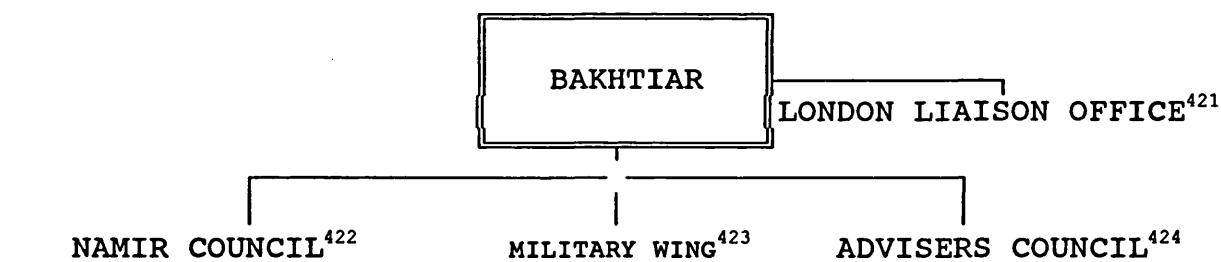 BAKHTIAR
LONDON LIAISON OFFICE421
NAMIR COUNCIL422 MILITARY WING423 ADVISERS COUNCIL424